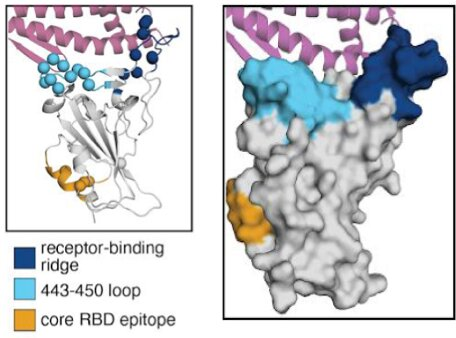 receptor-binding
ridge
443-450 loop
core RBD epitope